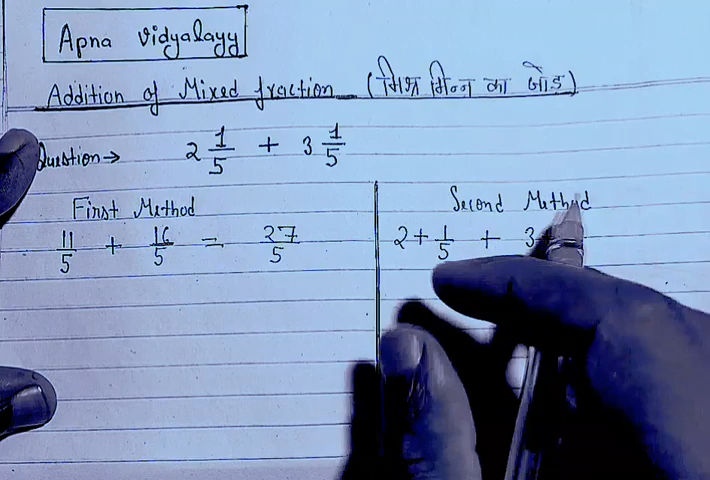 Apna Vidyalayy
Addition of Mixed fraction (मिश्र भिन्न का जोड़)
Question→ 2 1/5 + 3 1/5
First Method
11/5 + 16/5 = 27/5
Second Method
2+ 1/5 + 3